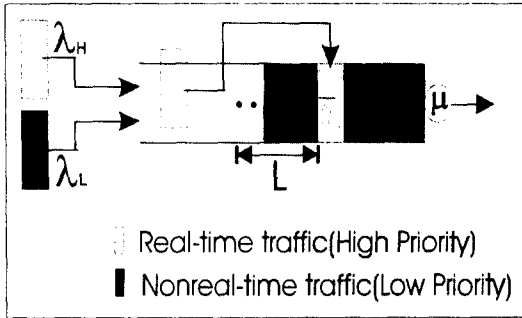 λH
λL
μ
L
Real-time traffic(High Priority)
Nonreal-time traffic(Low Priority)